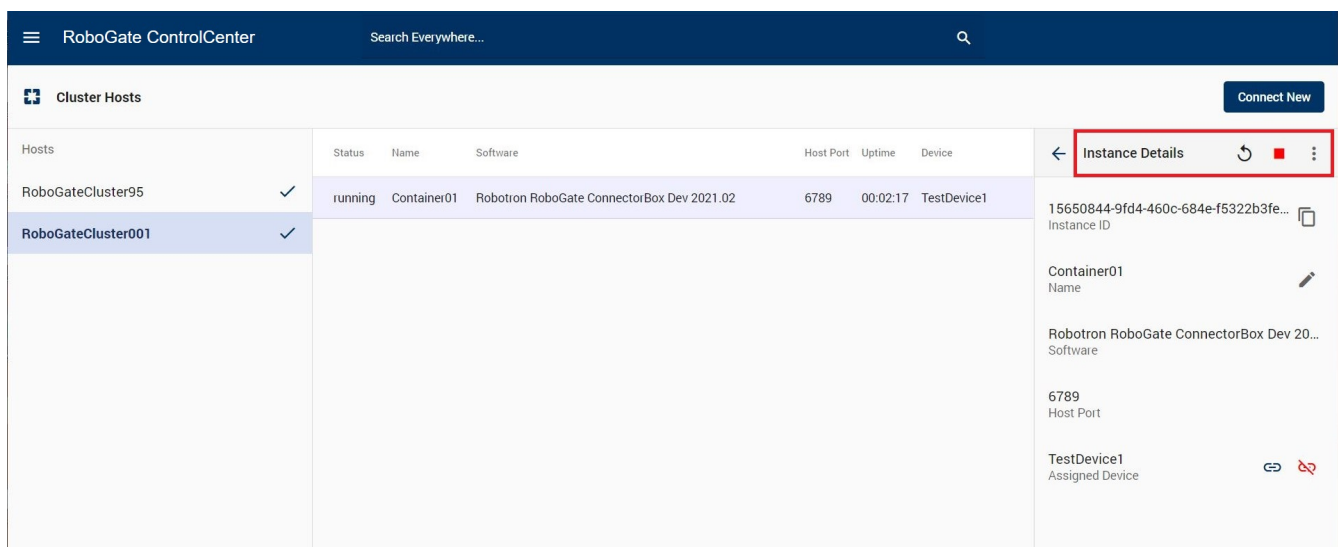 RoboGate ControlCenter
Search Everywhere...
Cluster Hosts
Connect New
Hosts
RoboGateCluster95
RoboGateCluster001
Status Name Software Host Port Uptime Device
running Container01 Robotron RoboGate ConnectorBox Dev 2021.02 6789 00:02:17 TestDevice1
Instance Details
15650844-9fd4-460c-684e-f5322b3fe...
Instance ID
Container01
Name
Robotron RoboGate ConnectorBox Dev 20...
Software
6789
Host Port
TestDevice1
Assigned Device